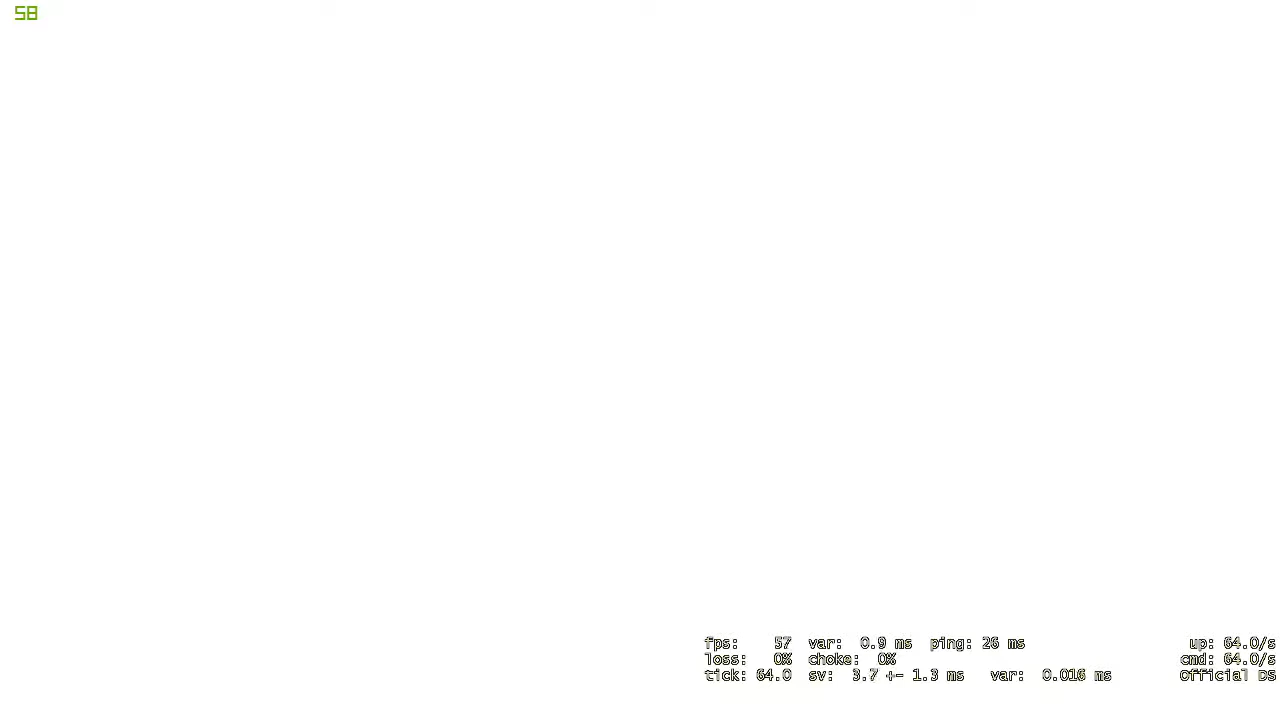 58
fps: 57 var: 0.9 ms ping: 26 ms up: 64.0/s
loss: 0% choke: 0% cmd: 64.0/s
tick: 64.0 sv: 3.7 +- 1.3 ms var: 0.016 ms Official DS